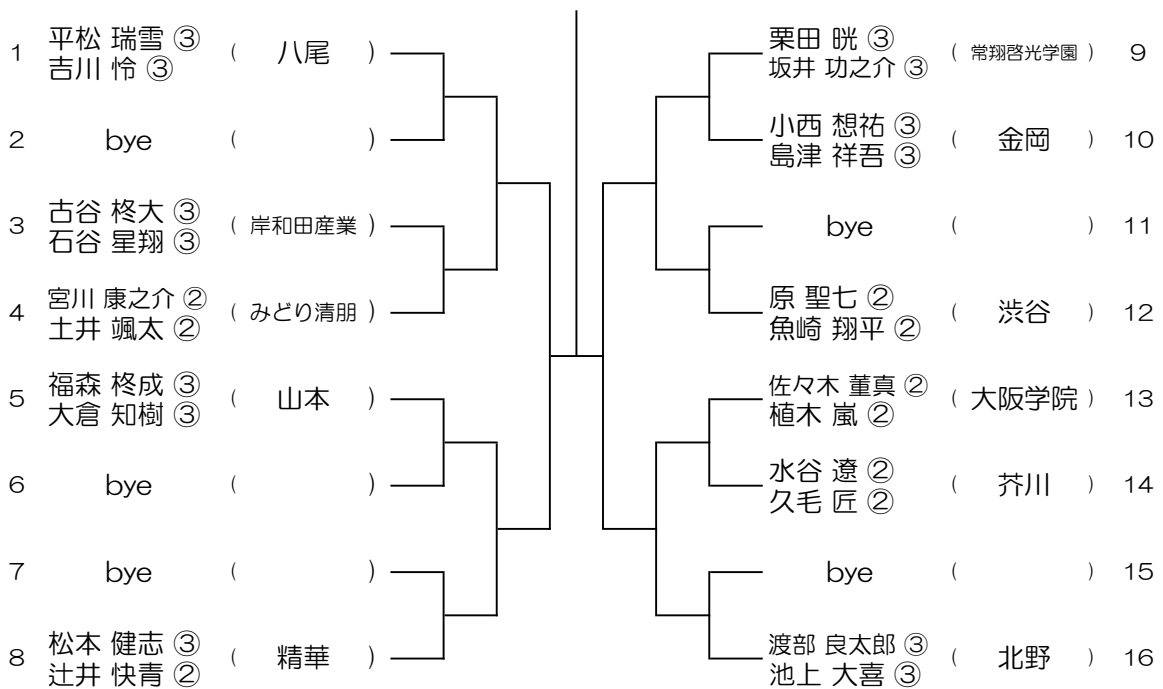 1 平松 瑞雪 ③ ( 八尾 )
吉川 怜 ③
2 bye ( )
3 古谷 柊大 ③ ( 岸和田産業 )
石谷 星翔 ③
4 宮川 康之介 ② ( みどり清朋 )
土井 颯太 ②
5 福森 柊成 ③ ( 山本 )
大倉 知樹 ③
6 bye ( )
7 bye ( )
8 松本 健志 ③ ( 精華 )
辻井 快青 ②
栗田 晄 ③ ( 常翔啓光学園 ) 9
坂井 功之介 ③
小西 想祐 ③ ( 金岡 ) 10
島津 祥吾 ③
bye ( ) 11
原 聖七 ② ( 渋谷 ) 12
魚崎 翔平 ②
佐々木 董真 ② ( 大阪学院 ) 13
植木 嵐 ②
水谷 遼 ② ( 芥川 ) 14
久毛 匠 ②
bye ( ) 15
渡部 良太郎 ③ ( 北野 ) 16
池上 大喜 ③